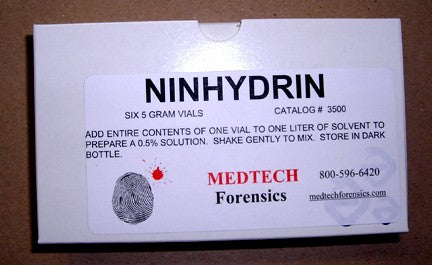 NINHYDRIN
SIX 5 GRAM VIALS CATALOG # 3500
ADD ENTIRE CONTENTS OF ONE VIAL TO ONE LITER OF SOLVENT TO
PREPARE A 0.5% SOLUTION. SHAKE GENTLY TO MIX. STORE IN DARK
BOTTLE.
MEDTECH 800-596-6420
Forensics medtechforensics.com